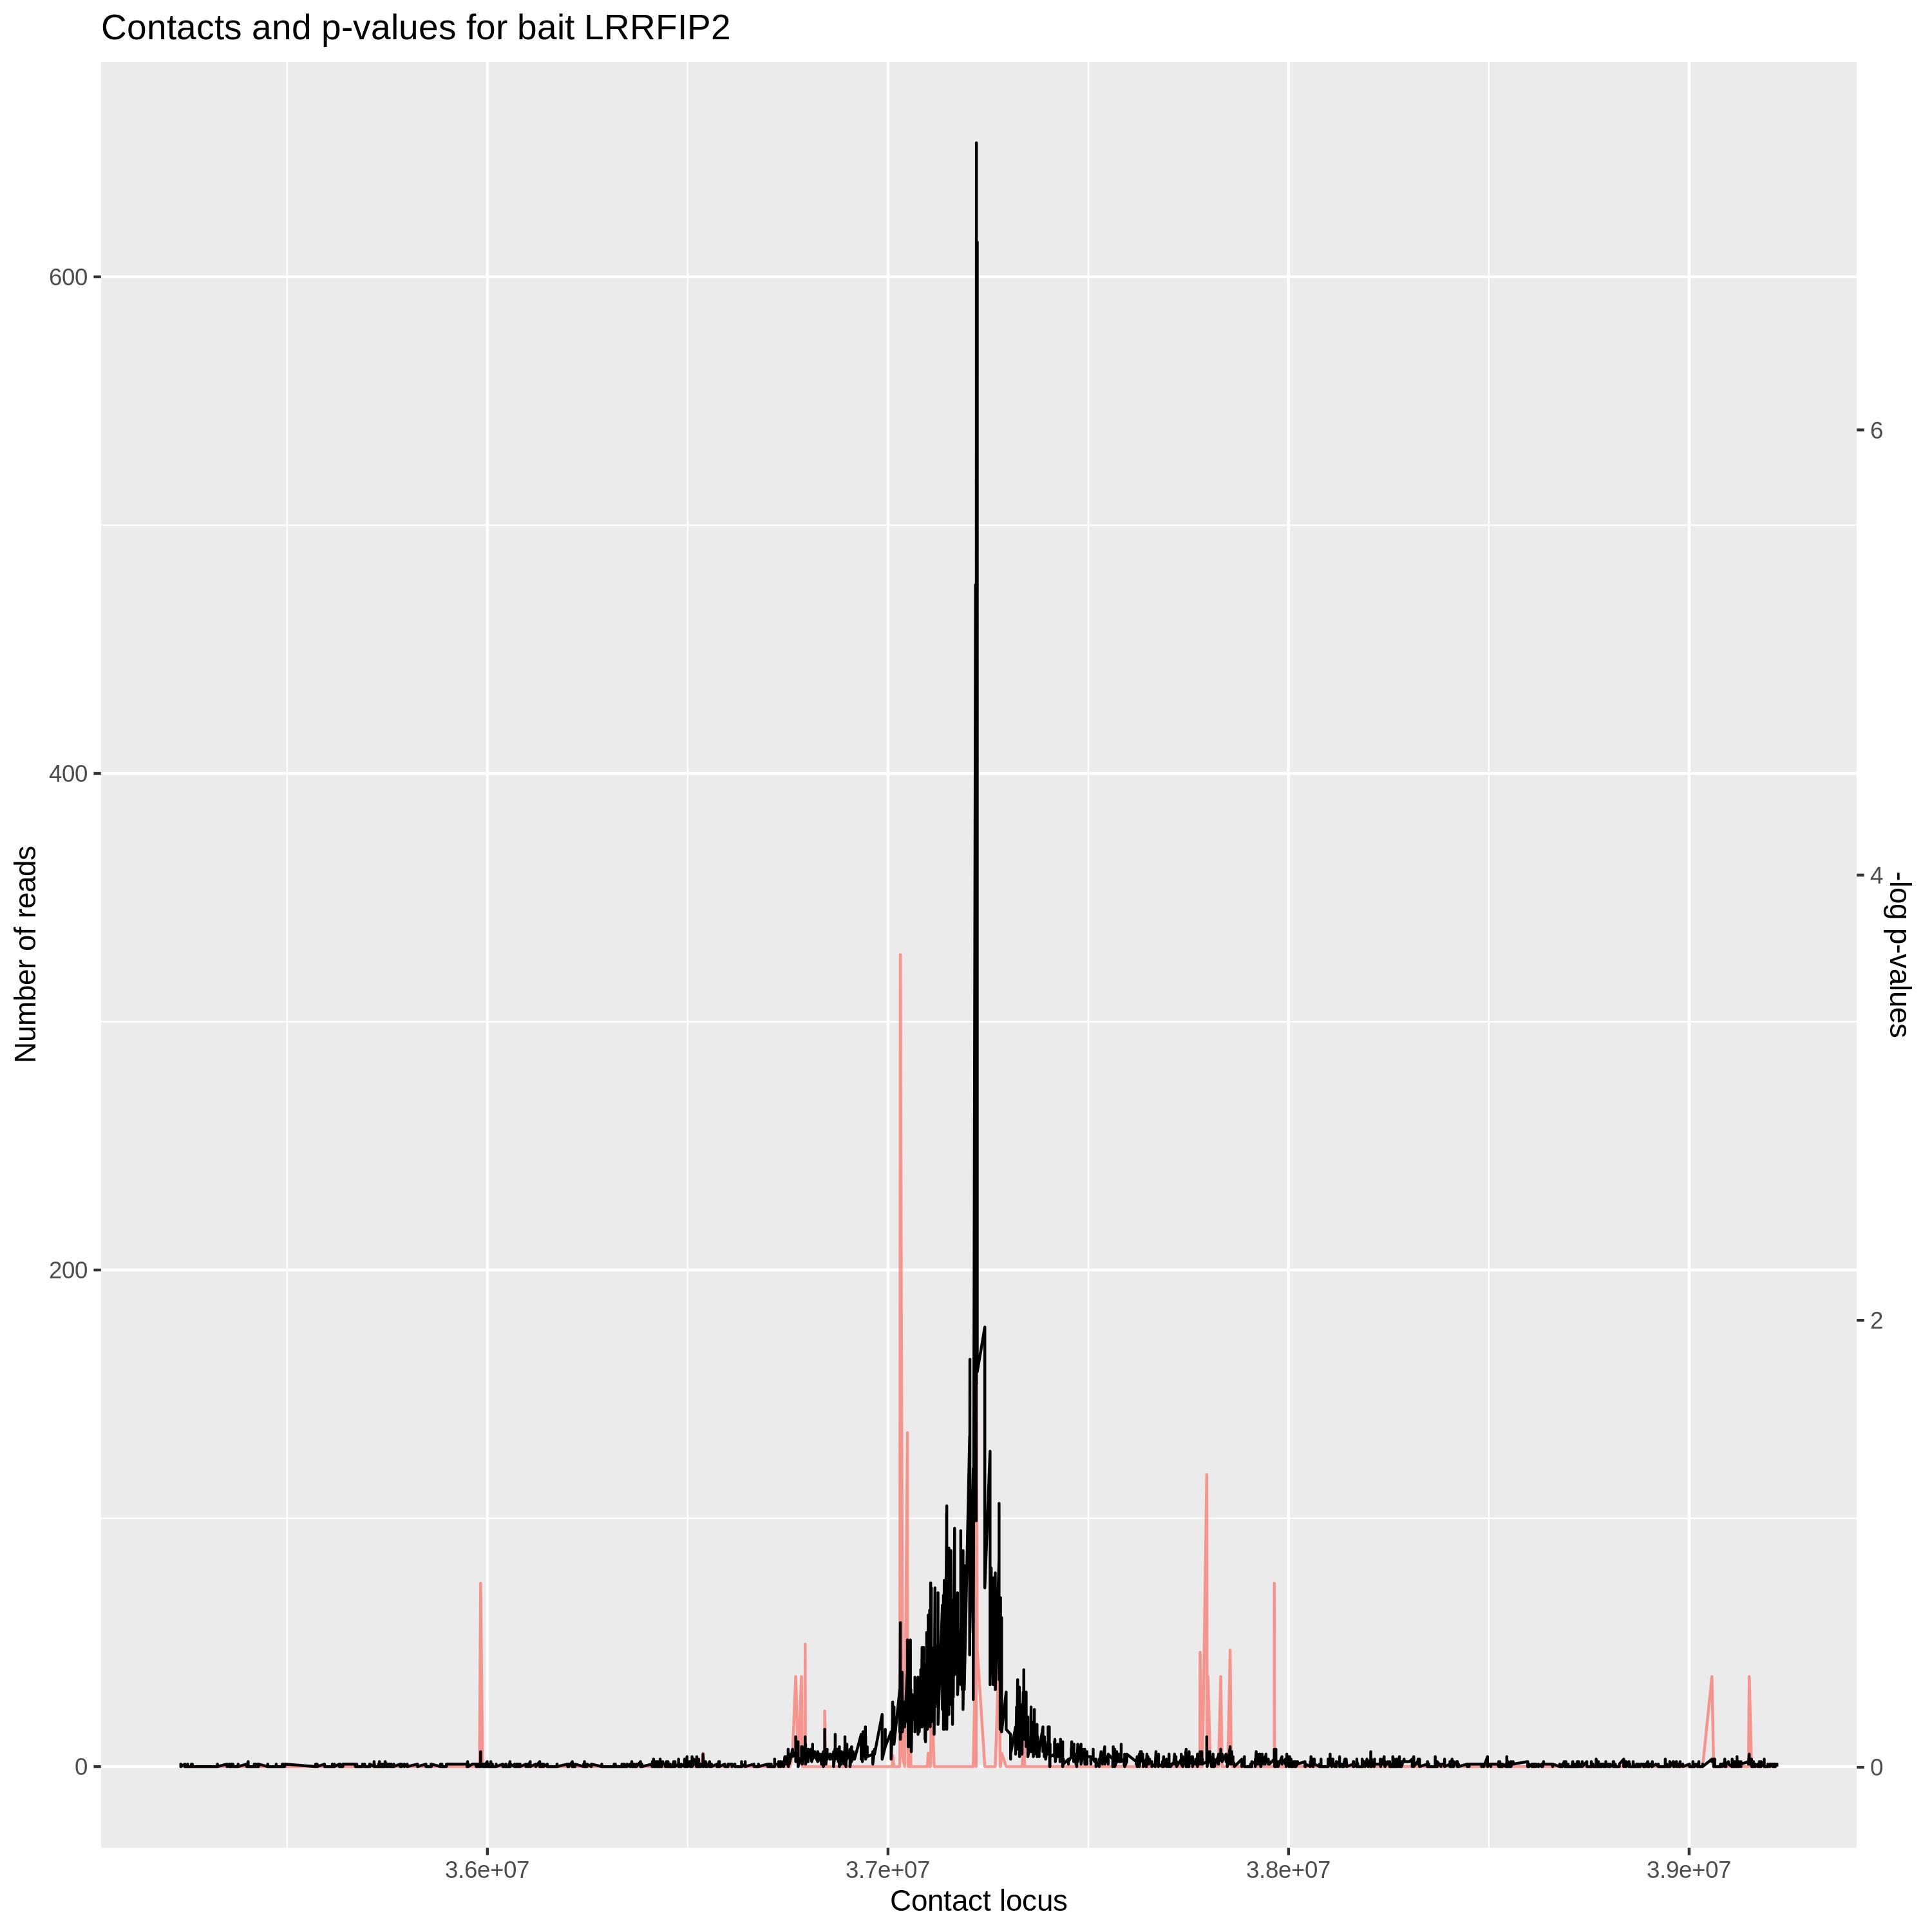 Contacts and p-values for bait LRRFIP2
600
400
200
0
Number of reads
6
4
2
0
-log p-values
3.6e+07
3.7e+07
3.8e+07
3.9e+07
Contact locus